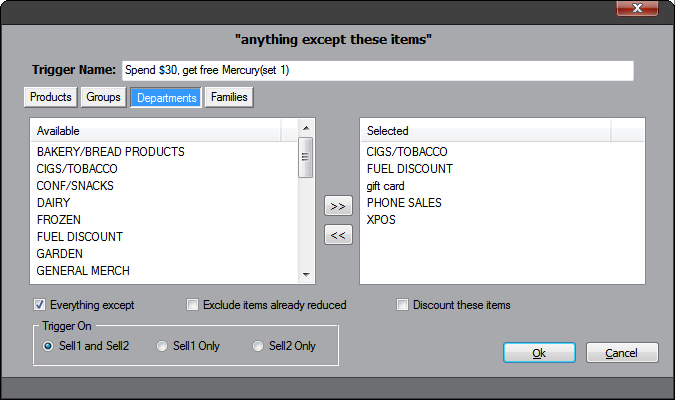 "anything except these items"
Trigger Name: Spend $30, get free Mercury(set 1)
Products Groups Departments Families
Available
BAKERY/BREAD PRODUCTS
CIGS/TOBACCO
CONF/SNACKS
DAIRY
FROZEN
FUEL DISCOUNT
GARDEN
GENERAL MERCH
>>
<<
Selected
CIGS/TOBACCO
FUEL DISCOUNT
gift card
PHONE SALES
XPOS
Everything except Exclude items already reduced Discount these items
Trigger On
Sell1 and Sell2 Sell1 Only Sell2 Only
Ok Cancel